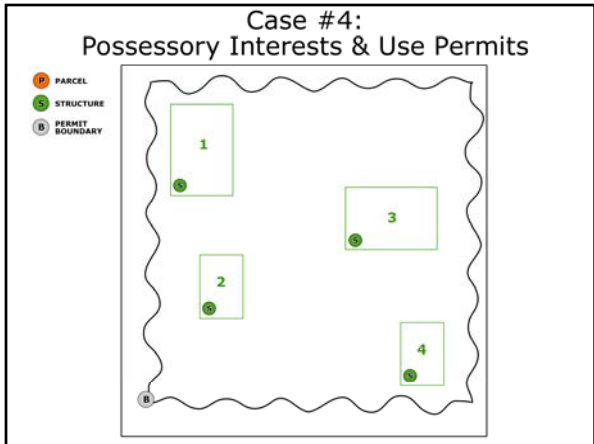 Case #4:
Possessory Interests & Use Permits
P PARCEL
S STRUCTURE
B PERMIT
BOUNDARY
1
S
3
S
2
S
4
S
B